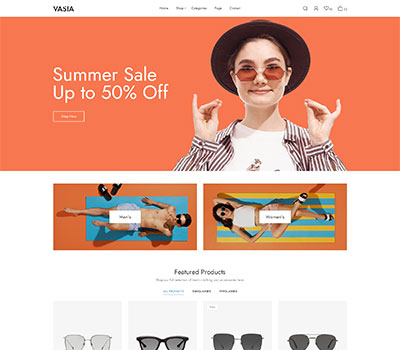 VASIA
Home Shop Categories Page Contact
Summer Sale
Up to 50% Off
Shop Now
Men's
Women's
Featured Products
ALL PRODUCTS SUNGLASSES EYEGLASSES